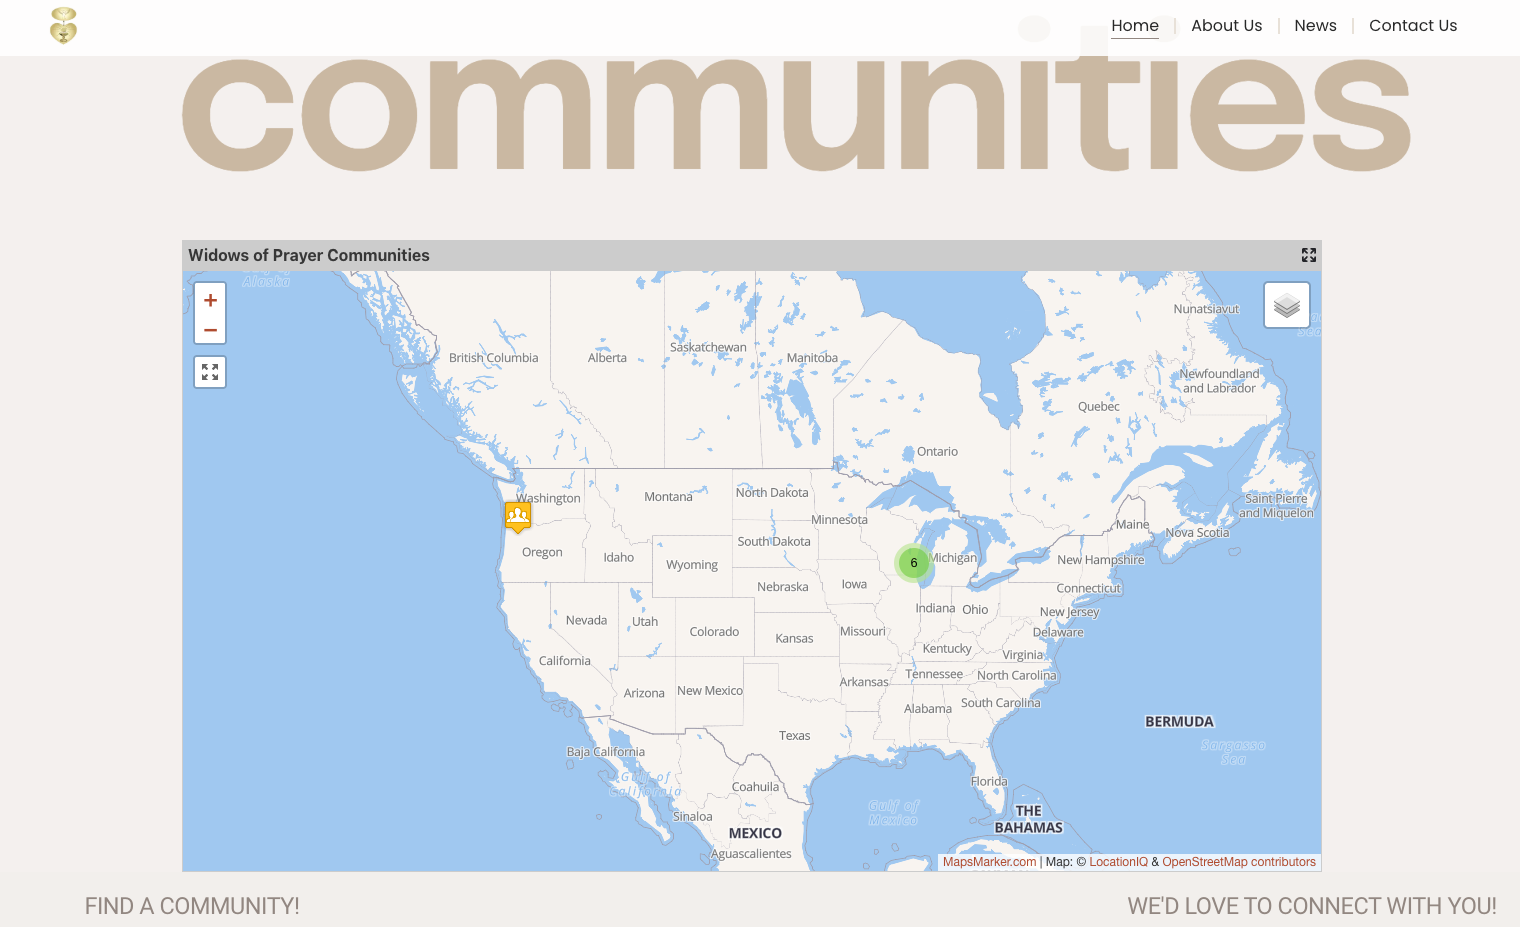 Home
About Us
News
Contact Us
communities
Widows of Prayer Communities
Gulf of
Alaska
+
−
Nunatsiavut
British Columbia
Alberta
Saskatchewan
Manitoba
Newfoundland
and Labrador
Quebec
Ontario
Washington
Montana
North Dakota
Minnesota
Saint Pierre
and Miquelon
Maine
Nova Scotia
Oregon
Idaho
South Dakota
Wyoming
6
Michigan
New Hampshire
Nebraska
Iowa
Connecticut
Indiana
Ohio
New Jersey
Nevada
Utah
Colorado
Kansas
Missouri
Delaware
California
Kentucky
Virginia
Arizona
New Mexico
Arkansas
Tennessee
North Carolina
Alabama
South Carolina
BERMUDA
Texas
Sargasso
Sea
Baja California
Gulf of
California
Coahuila
Florida
Sinaloa
Gulf of
Mexico
THE
BAHAMAS
MEXICO
Aguascalientes
MapsMarker.com | Map: © LocationIQ & OpenStreetMap contributors
FIND A COMMUNITY!
WE'D LOVE TO CONNECT WITH YOU!